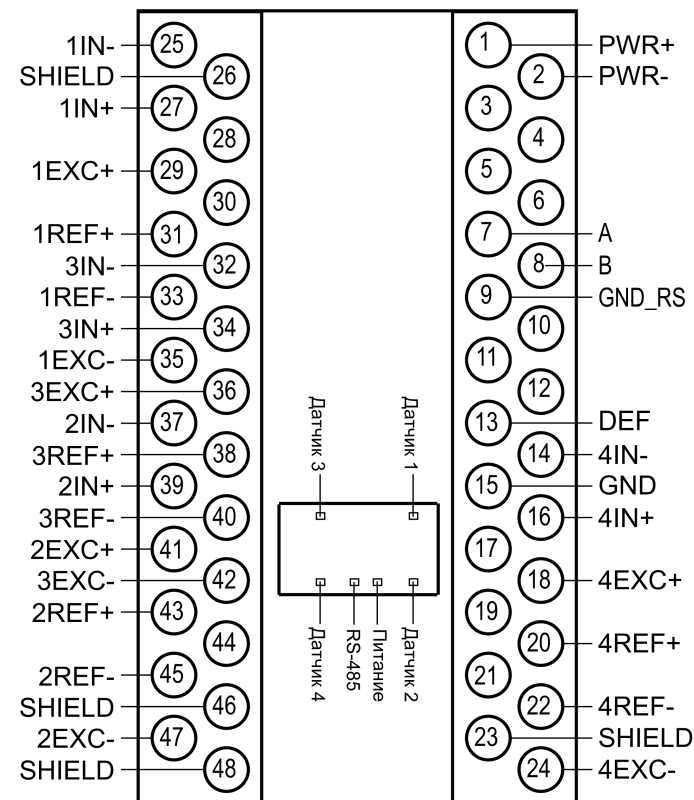 1IN- 25 1 PWR+
SHIELD 26 2 PWR-
1IN+ 27 3
28 4
1EXC+ 29 5
30 6
1REF+ 31 7 A
3IN- 32 8 B
1REF- 33 9 GND_RS
3IN+ 34 10
1EXC- 35 11
3EXC+ 36 12
2IN- 37 13 DEF
3REF+ 38 14 4IN-
2IN+ 39 15 GND
3REF- 40 16 4IN+
2EXC+ 41 17
3EXC- 42 18 4EXC+
2REF+ 43 19
44 20 4REF+
2REF- 45 21
SHIELD 46 22 4REF-
2EXC- 47 23 SHIELD
SHIELD 48 24 4EXC-
Датчик 3
Датчик 1
Датчик 4
RS-485
Питание
Датчик 2